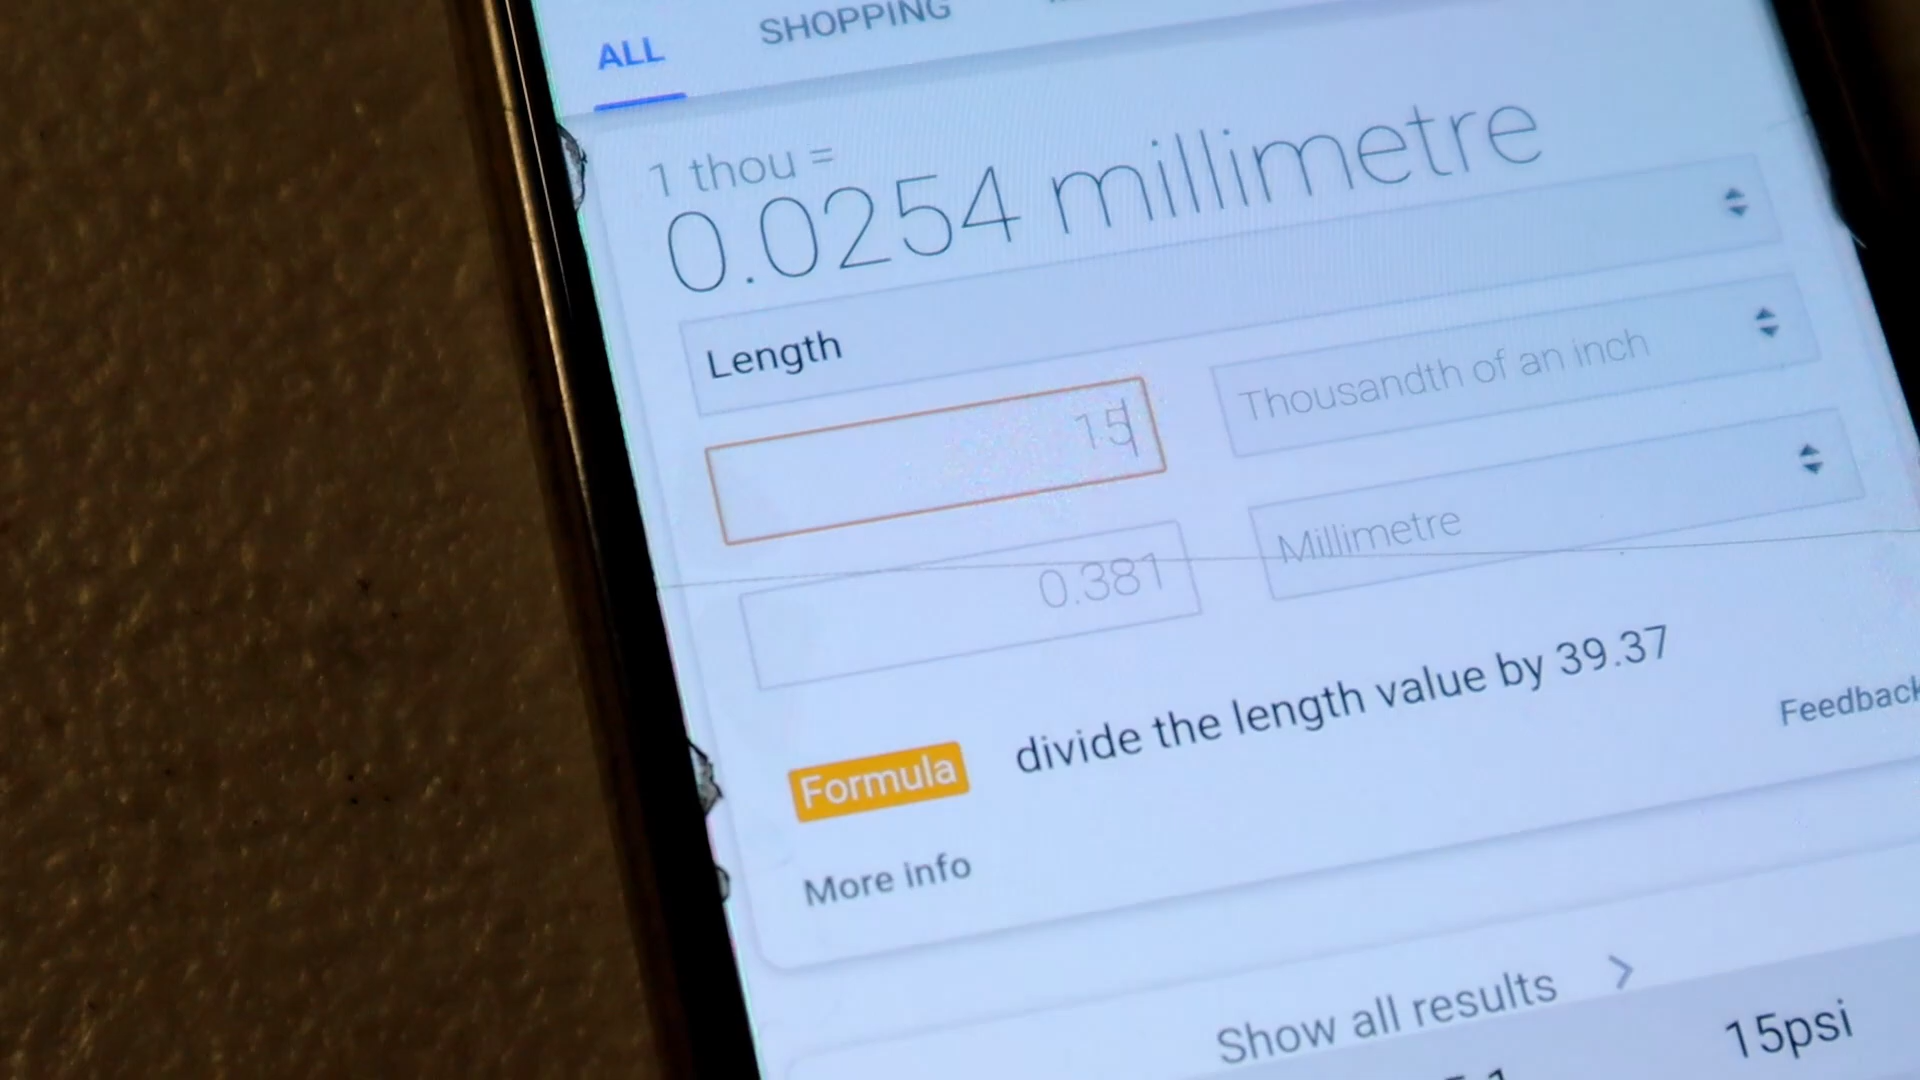 ALL SHOPPING
1 thou =
0.0254 millimetre
Length
15 Thousandth of an inch
0.381 Millimetre
Formula divide the length value by 39.37
Feedback
More info
Show all results
15psi